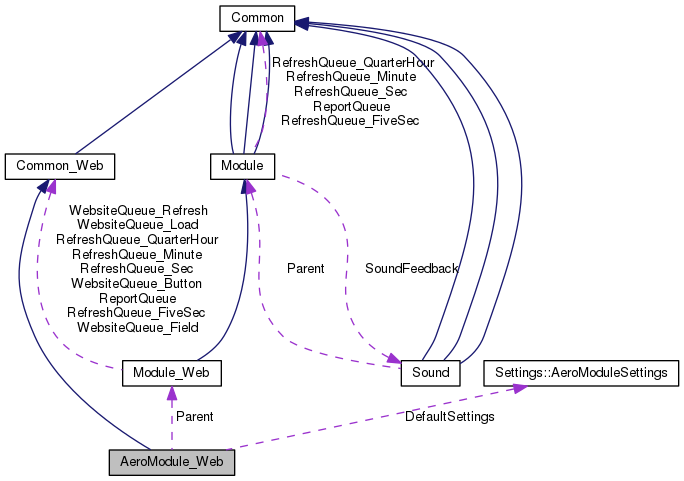 Common
RefreshQueue_QuarterHour
RefreshQueue_Minute
RefreshQueue_Sec
ReportQueue
RefreshQueue_FiveSec
Common_Web
Module
WebsiteQueue_Refresh
WebsiteQueue_Load
RefreshQueue_QuarterHour
RefreshQueue_Minute
RefreshQueue_Sec
WebsiteQueue_Button
ReportQueue
RefreshQueue_FiveSec
WebsiteQueue_Field
Parent
SoundFeedback
Module_Web
Sound
Settings::AeroModuleSettings
Parent
DefaultSettings
AeroModule_Web